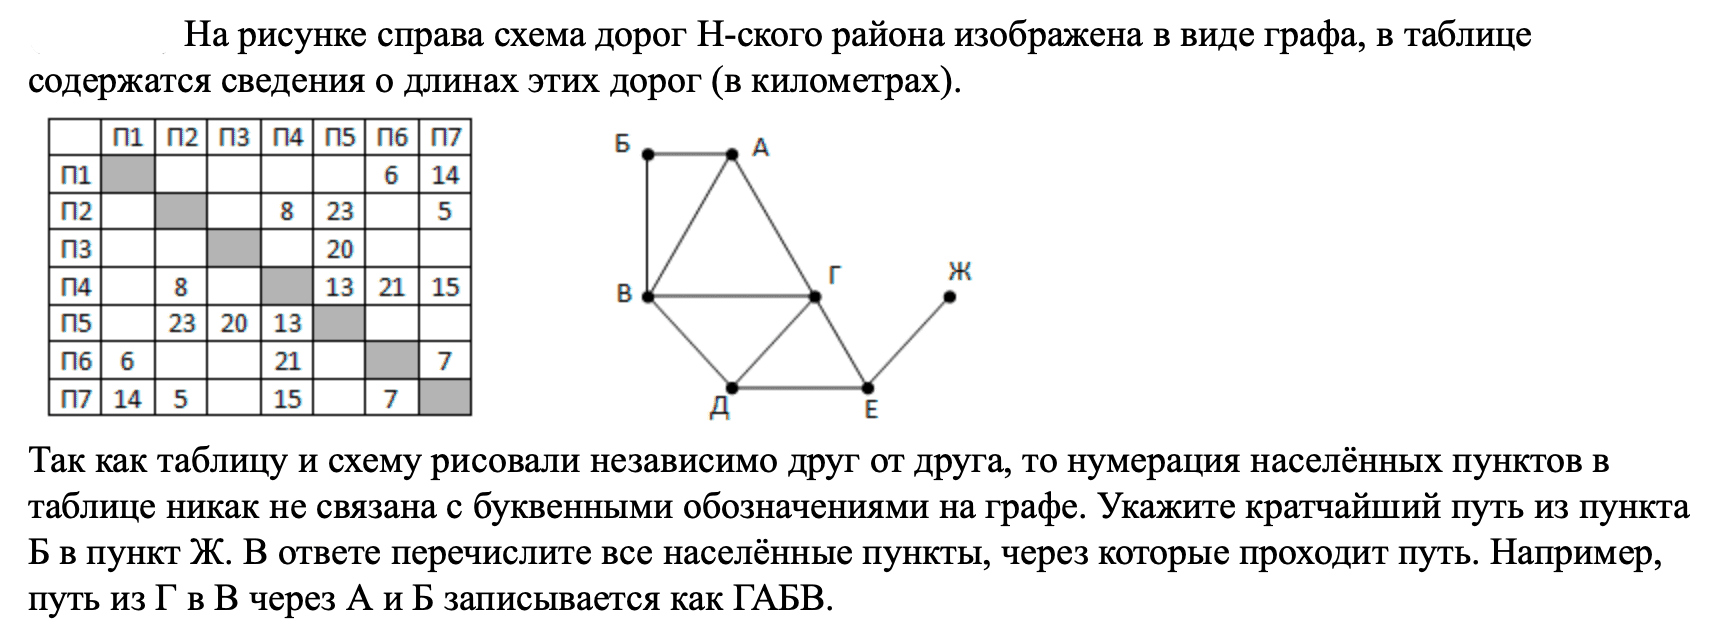 На рисунке справа схема дорог Н-ского района изображена в виде графа, в таблице
содержатся сведения о длинах этих дорог (в километрах).
П1 П2 П3 П4 П5 П6 П7
П1 6 14
П2 8 23 5
П3 20
П4 8 13 21 15
П5 23 20 13
П6 6 21 7
П7 14 5 15 7
Б А
В Г Ж
Д Е
Так как таблицу и схему рисовали независимо друг от друга, то нумерация населённых пунктов в
таблице никак не связана с буквенными обозначениями на графе. Укажите кратчайший путь из пункта
Б в пункт Ж. В ответе перечислите все населённые пункты, через которые проходит путь. Например,
путь из Г в В через А и Б записывается как ГАБВ.